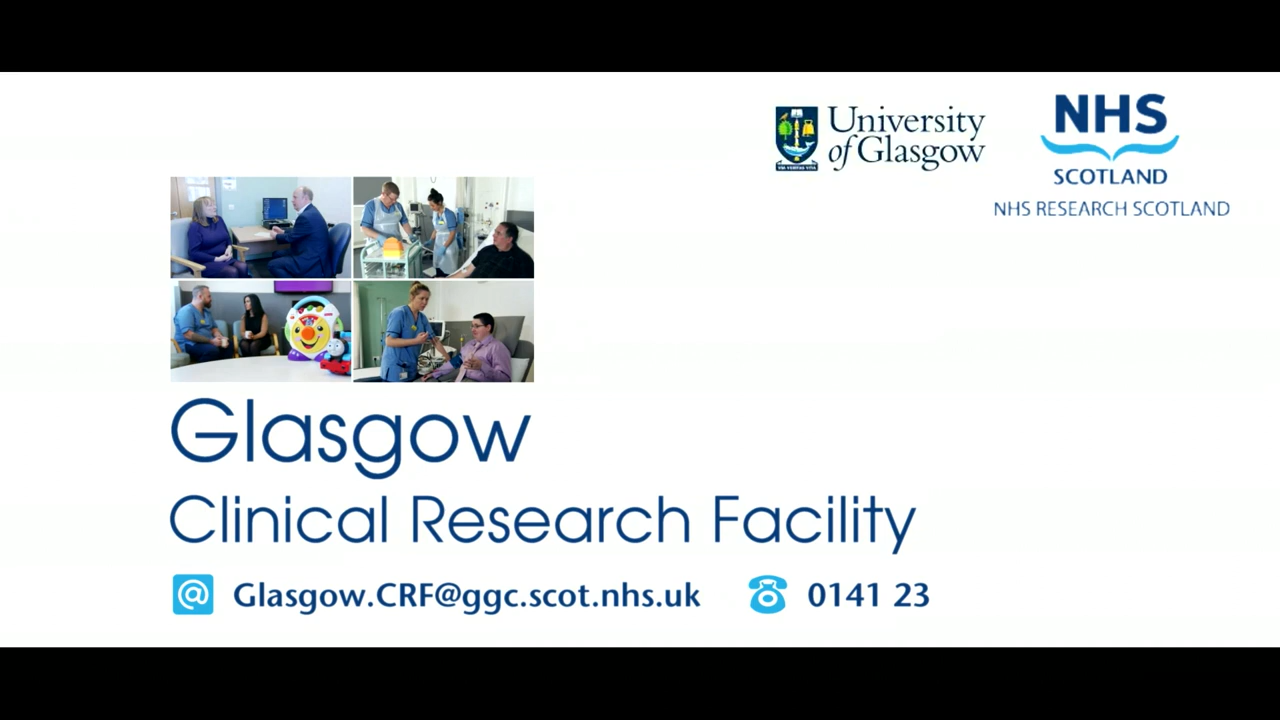 University
of Glasgow
NHS
SCOTLAND
NHS RESEARCH SCOTLAND
Glasgow
Clinical Research Facility
@ Glasgow.CRF@ggc.scot.nhs.uk
0141 23